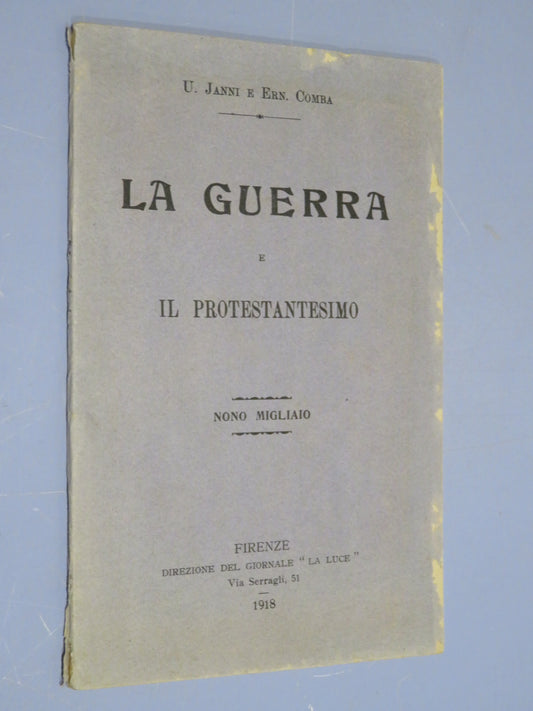 U. Janni e Ern. Comba
LA GUERRA
E
IL PROTESTANTESIMO
NONO MIGLIAIO
FIRENZE
DIREZIONE DEL GIORNALE "LA LUCE"
Via Serragli, 51
1918